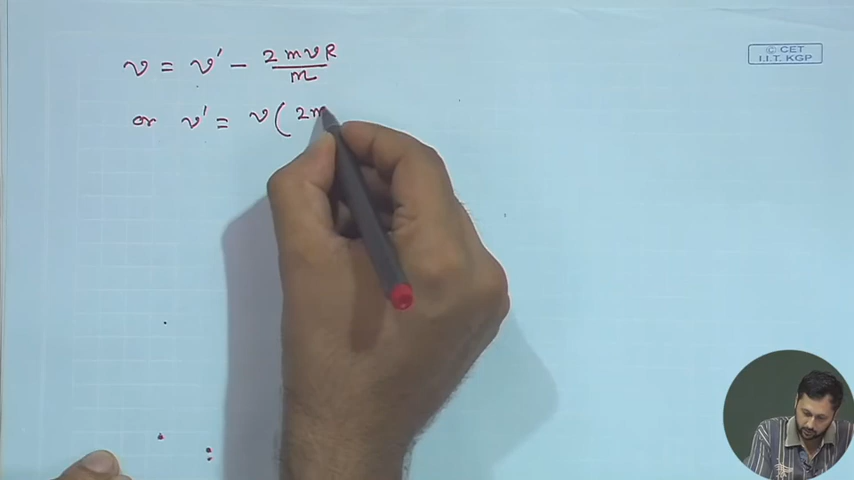 v = v' - 2mvR / m
or v' = v ( 2m
© CET
I.I.T. KGP